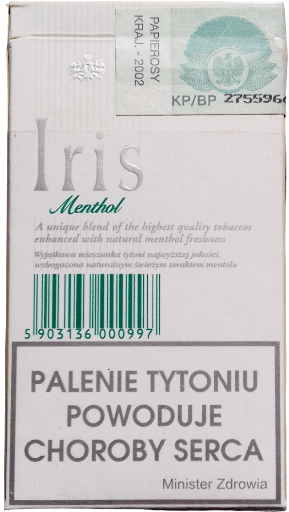 PAPIEROSY
KRAJ. - 2002
KP/BP 2755966
Iris
Menthol
A unique blend of the highest quality tobaccos
enhanced with natural menthol freshness
Wyjątkowa mieszanka tytoni najwyższej jakości,
wzbogacona naturalnym świeżym smakiem mentolu
5 903136 000997
PALENIE TYTONIU
POWODUJE
CHOROBY SERCA
Minister Zdrowia